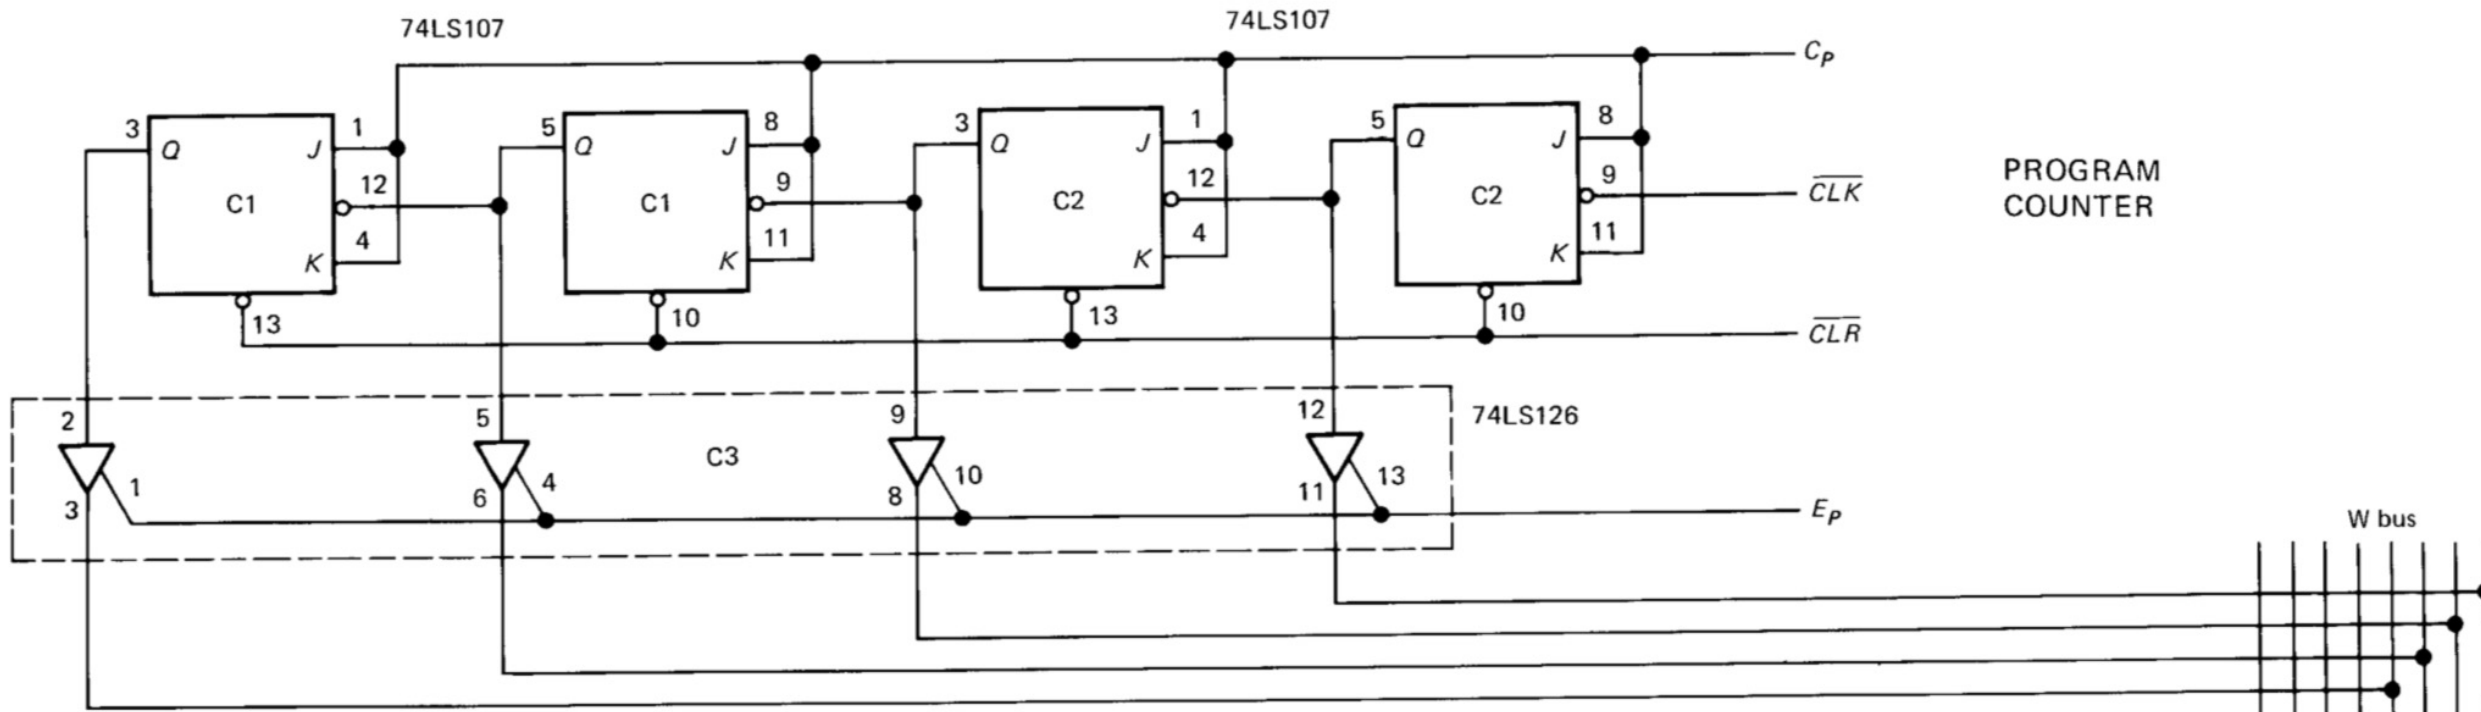 74LS107
74LS107
C_P
3
Q
J
1
12
4
K
C1
13
5
Q
J
8
9
11
K
C1
10
3
Q
J
1
12
4
K
C2
13
5
Q
J
8
9
11
K
C2
10
C̅L̅K̅
PROGRAM
COUNTER
C̅L̅R̅
2
1
3
5
4
6
C3
9
10
8
12
13
11
74LS126
E_P
W bus